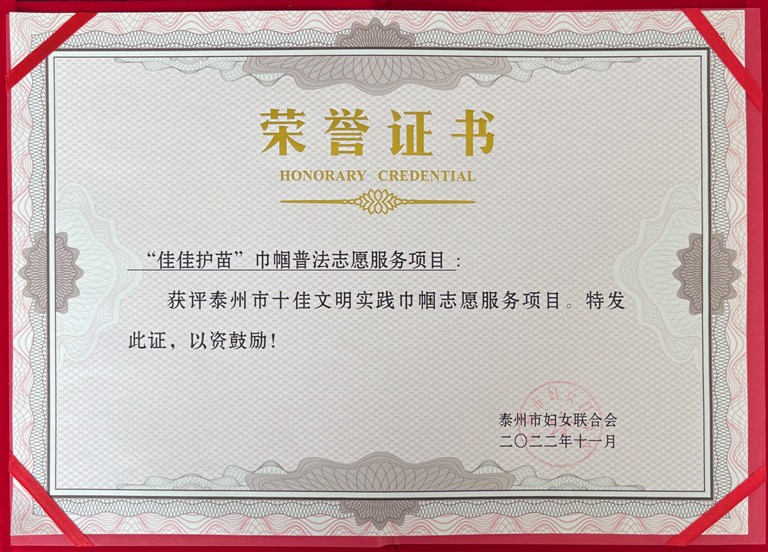 荣誉证书
HONORARY CREDENTIAL
“佳佳护苗”巾帼普法志愿服务项目：
获评泰州市十佳文明实践巾帼志愿服务项目。特发
此证，以资鼓励！
泰州市妇女联合会
二〇二二年十一月